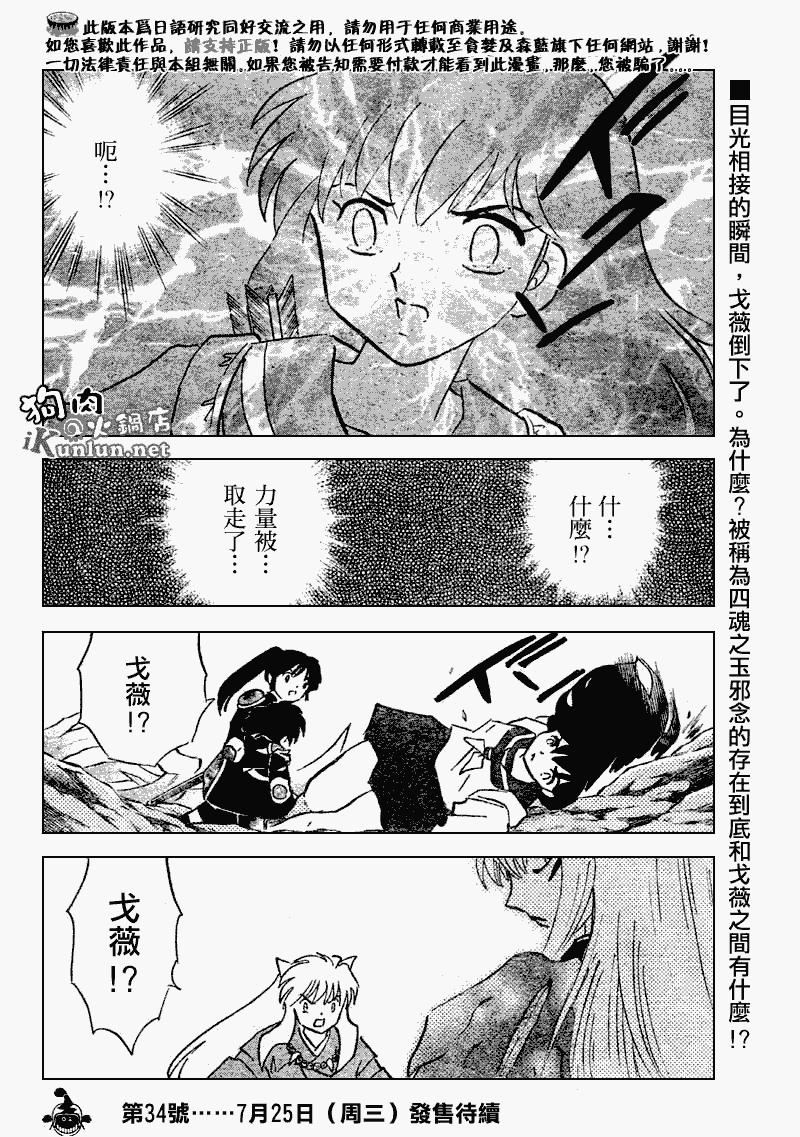 此版本爲日語研究同好交流之用，請勿用于任何商業用途。
如您喜歡此作品，請支持正版！請勿以任何形式轉載至食髮及森藍旗下任何網站，謝謝！
一切法律責任與本組無關。如果您被告知需要付款才能看到此漫畫，那麼，您被騙了....
■目光相接的瞬間，戈薇倒下了。為什麼？被稱為四魂之玉邪念的存在到底和戈薇之間有什麼!?
呃…!?
狗肉
の火鍋店
iKunlun.net
什…
什麼!?
力量被…
取走了…
戈薇!?
戈薇!?
第34號……7月25日（周三）發售待續